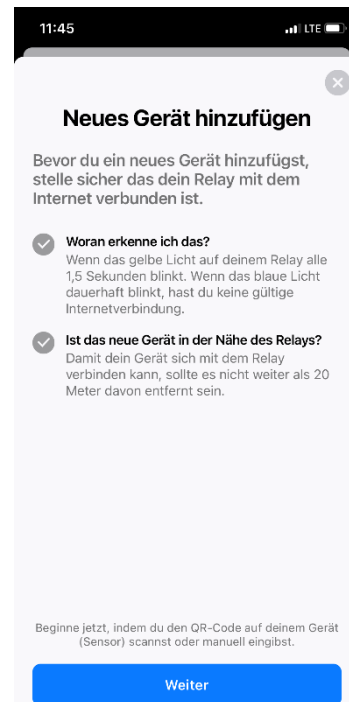 11:45
LTE
Neues Gerät hinzufügen
Bevor du ein neues Gerät hinzufügst,
stelle sicher das dein Relay mit dem
Internet verbunden ist.
Woran erkenne ich das?
Wenn das gelbe Licht auf deinem Relay alle
1,5 Sekunden blinkt. Wenn das blaue Licht
dauerhaft blinkt, hast du keine gültige
Internetverbindung.
Ist das neue Gerät in der Nähe des Relays?
Damit dein Gerät sich mit dem Relay
verbinden kann, sollte es nicht weiter als 20
Meter davon entfernt sein.
Beginne jetzt, indem du den QR-Code auf deinem Gerät
(Sensor) scannst oder manuell eingibst.
Weiter